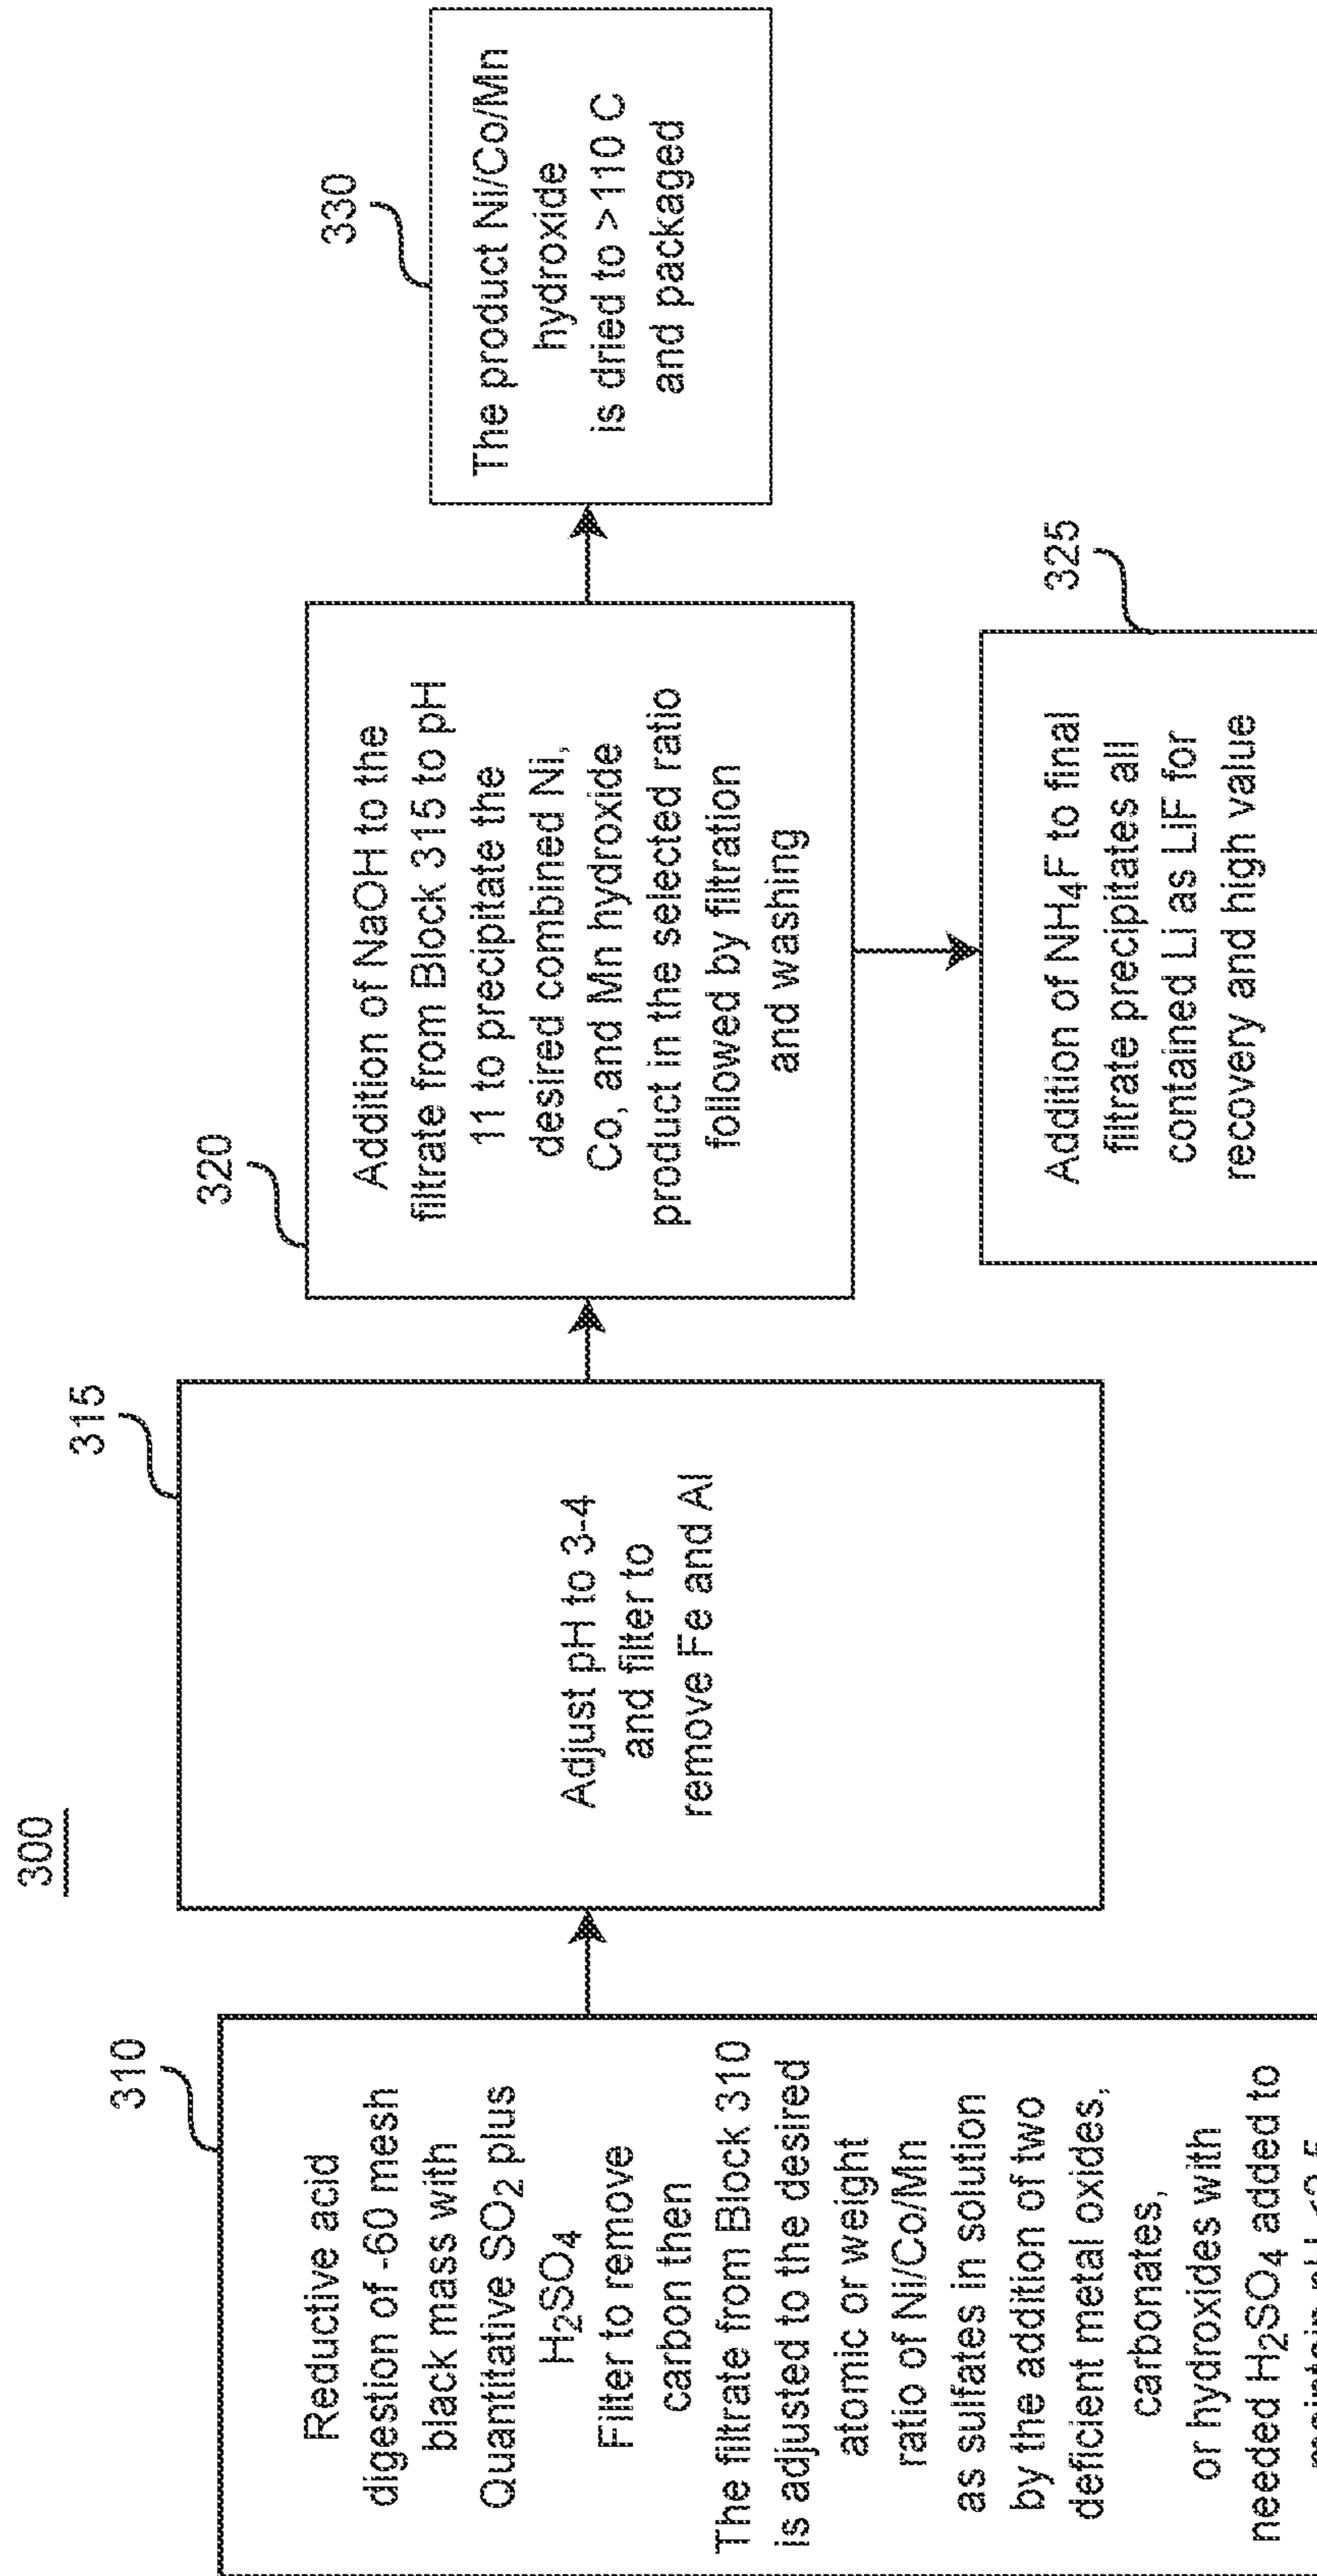 300
310
Reductive acid
digestion of -60 mesh
black mass with
Quantitative SO₂ plus
H₂SO₄
Filter to remove
carbon then
The filtrate from Block 310
is adjusted to the desired
atomic or weight
ratio of Ni/Co/Mn
as sulfates in solution
by the addition of two
deficient metal oxides,
carbonates,
or hydroxides with
needed H₂SO₄ added to
maintain pH
315
Adjust pH to 3-4
and filter to
remove Fe and Al
320
Addition of NaOH to the
filtrate from Block 315 to pH
11 to precipitate the
desired combined Ni,
Co, and Mn hydroxide
product in the selected ratio
followed by filtration
and washing
325
Addition of NH₄F to final
filtrate precipitates all
contained Li as LiF for
recovery and high value
330
The product Ni/Co/Mn
hydroxide
is dried to >110 C
and packaged